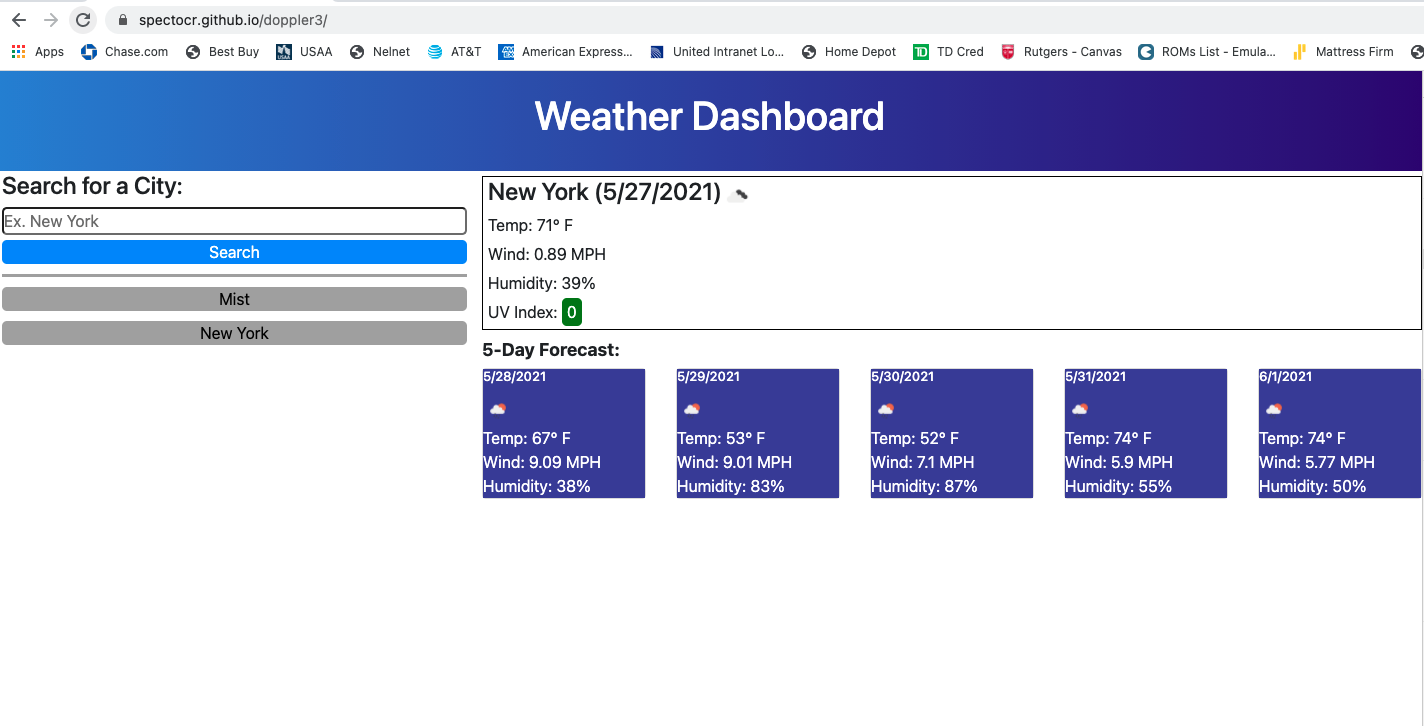 spectocr.github.io/doppler3/
Apps Chase.com Best Buy USAA Nelnet AT&T American Express... United Intranet Lo... Home Depot TD Cred Rutgers - Canvas ROMs List - Emula... Mattress Firm
Weather Dashboard
Search for a City:
Ex. New York
Search
Mist
New York
New York (5/27/2021)
Temp: 71° F
Wind: 0.89 MPH
Humidity: 39%
UV Index: 0
5-Day Forecast:
5/28/2021
Temp: 67° F
Wind: 9.09 MPH
Humidity: 38%
5/29/2021
Temp: 53° F
Wind: 9.01 MPH
Humidity: 83%
5/30/2021
Temp: 52° F
Wind: 7.1 MPH
Humidity: 87%
5/31/2021
Temp: 74° F
Wind: 5.9 MPH
Humidity: 55%
6/1/2021
Temp: 74° F
Wind: 5.77 MPH
Humidity: 50%